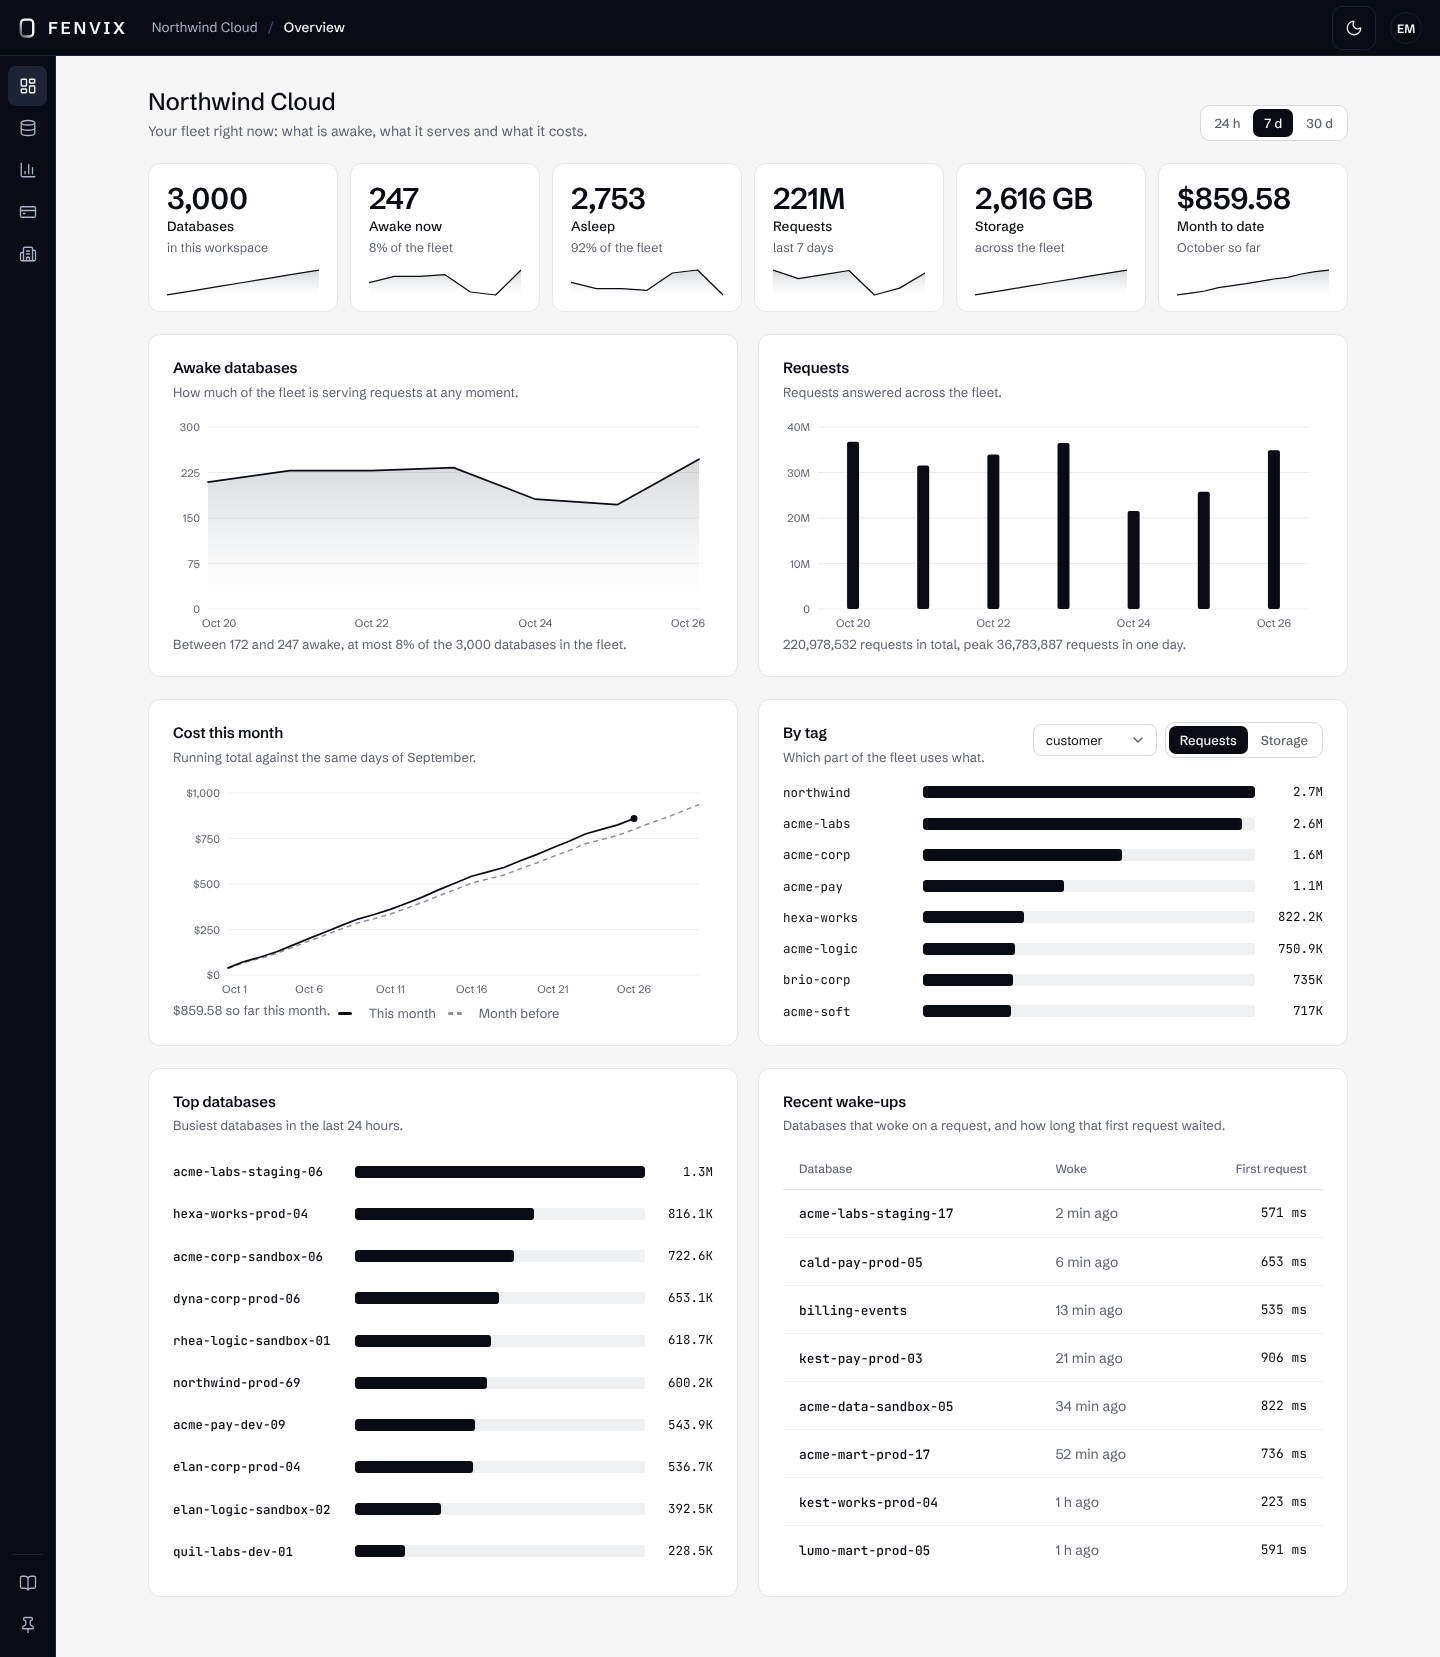 FENVIX
Northwind Cloud / Overview
EM
Northwind Cloud
Your fleet right now: what is awake, what it serves and what it costs.
24 h 7 d 30 d
3,000
Databases
in this workspace
247
Awake now
8% of the fleet
2,753
Asleep
92% of the fleet
221M
Requests
last 7 days
2,616 GB
Storage
across the fleet
$859.58
Month to date
October so far
Awake databases
How much of the fleet is serving requests at any moment.
300
225
150
75
0
Oct 20 Oct 22 Oct 24 Oct 26
Between 172 and 247 awake, at most 8% of the 3,000 databases in the fleet.
Requests
Requests answered across the fleet.
40M
30M
20M
10M
0
Oct 20 Oct 22 Oct 24 Oct 26
220,978,532 requests in total, peak 36,783,887 requests in one day.
Cost this month
Running total against the same days of September.
$1,000
$750
$500
$250
$0
Oct 1 Oct 6 Oct 11 Oct 16 Oct 21 Oct 26
$859.58 so far this month. This month Month before
By tag
Which part of the fleet uses what.
customer Requests Storage
northwind 2.7M
acme-labs 2.6M
acme-corp 1.6M
acme-pay 1.1M
hexa-works 822.2K
acme-logic 750.9K
brio-corp 735K
acme-soft 717K
Top databases
Busiest databases in the last 24 hours.
acme-labs-staging-06 1.3M
hexa-works-prod-04 816.1K
acme-corp-sandbox-06 722.6K
dyna-corp-prod-06 653.1K
rhea-logic-sandbox-01 618.7K
northwind-prod-69 600.2K
acme-pay-dev-09 543.9K
elan-corp-prod-04 536.7K
elan-logic-sandbox-02 392.5K
quil-labs-dev-01 228.5K
Recent wake-ups
Databases that woke on a request, and how long that first request waited.
Database Woke First request
acme-labs-staging-17 2 min ago 571 ms
cald-pay-prod-05 6 min ago 653 ms
billing-events 13 min ago 535 ms
kest-pay-prod-03 21 min ago 906 ms
acme-data-sandbox-05 34 min ago 822 ms
acme-mart-prod-17 52 min ago 736 ms
kest-works-prod-04 1 h ago 223 ms
lumo-mart-prod-05 1 h ago 591 ms